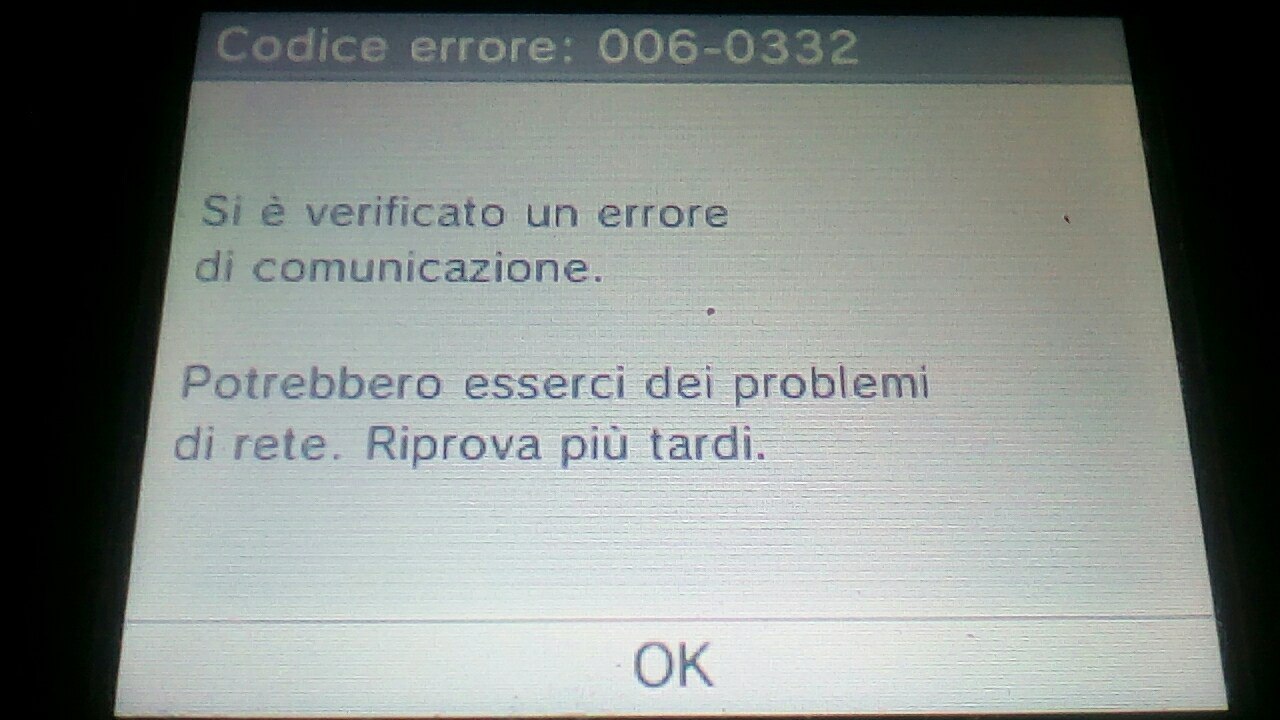 Codice errore: 006-0332
Si è verificato un errore
di comunicazione.
Potrebbero esserci dei problemi
di rete. Riprova più tardi.
OK